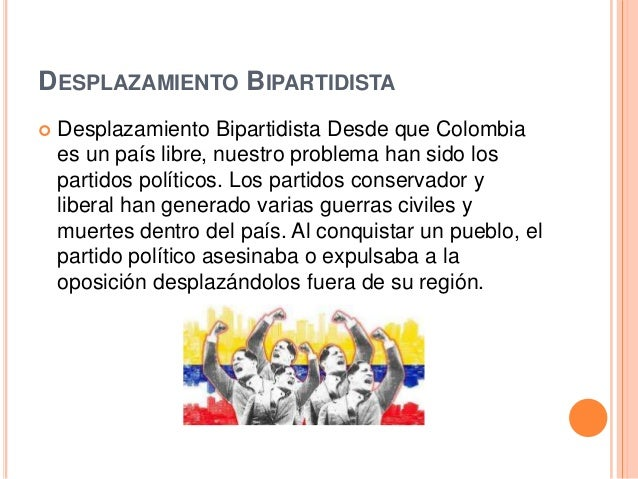 DESPLAZAMIENTO BIPARTIDISTA
Desplazamiento Bipartidista Desde que Colombia
es un país libre, nuestro problema han sido los
partidos políticos. Los partidos conservador y
liberal han generado varias guerras civiles y
muertes dentro del país. Al conquistar un pueblo, el
partido político asesinaba o expulsaba a la
oposición desplazándolos fuera de su región.